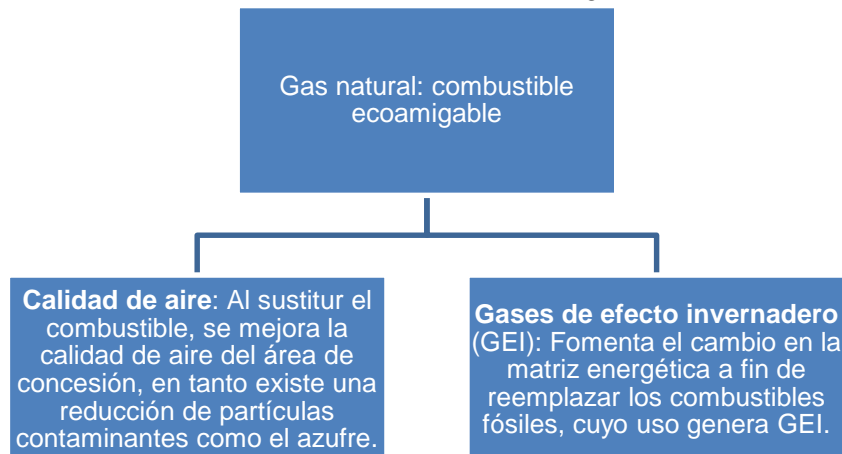 Gas natural: combustible
ecoamigable
Calidad de aire: Al sustitur el
combustible, se mejora la
calidad de aire del área de
concesión, en tanto existe una
reducción de partículas
contaminantes como el azufre.
Gases de efecto invernadero
(GEI): Fomenta el cambio en la
matriz energética a fin de
reemplazar los combustibles
fósiles, cuyo uso genera GEI.